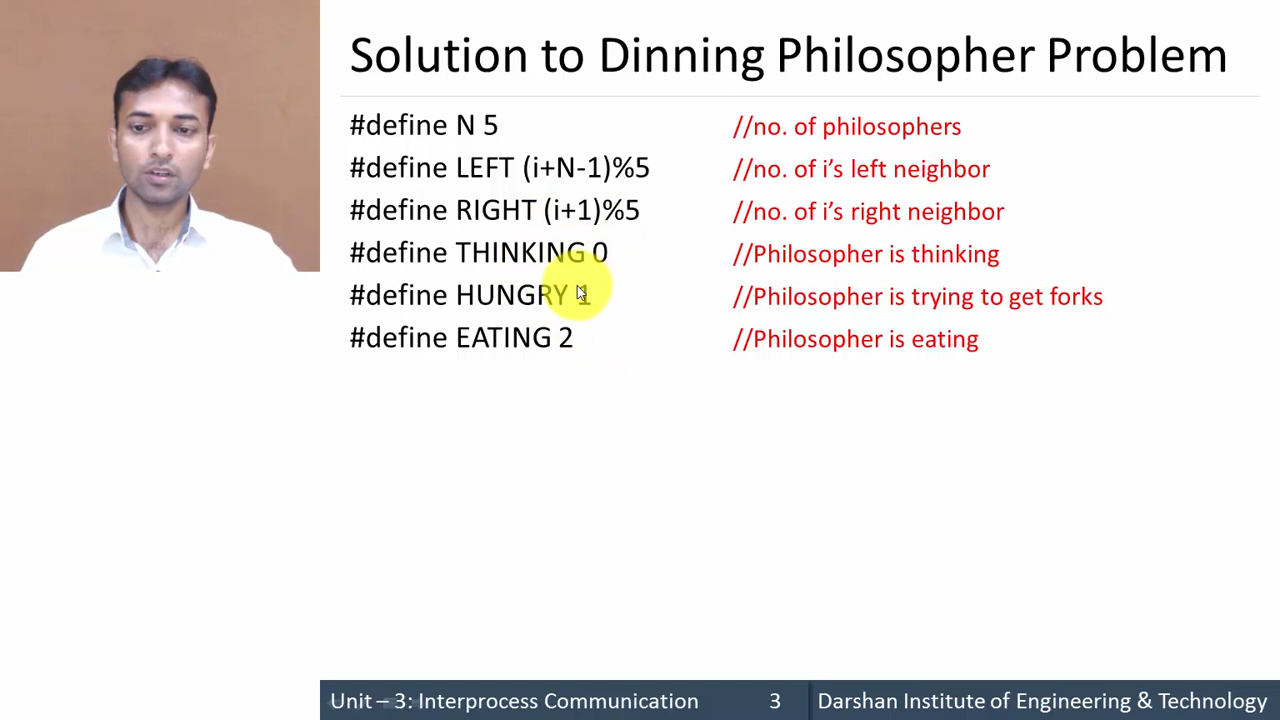 Solution to Dinning Philosopher Problem
#define N 5 //no. of philosophers
#define LEFT (i+N-1)%5 //no. of i’s left neighbor
#define RIGHT (i+1)%5 //no. of i’s right neighbor
#define THINKING 0 //Philosopher is thinking
#define HUNGRY 1 //Philosopher is trying to get forks
#define EATING 2 //Philosopher is eating
Unit – 3: Interprocess Communication 3 Darshan Institute of Engineering & Technology